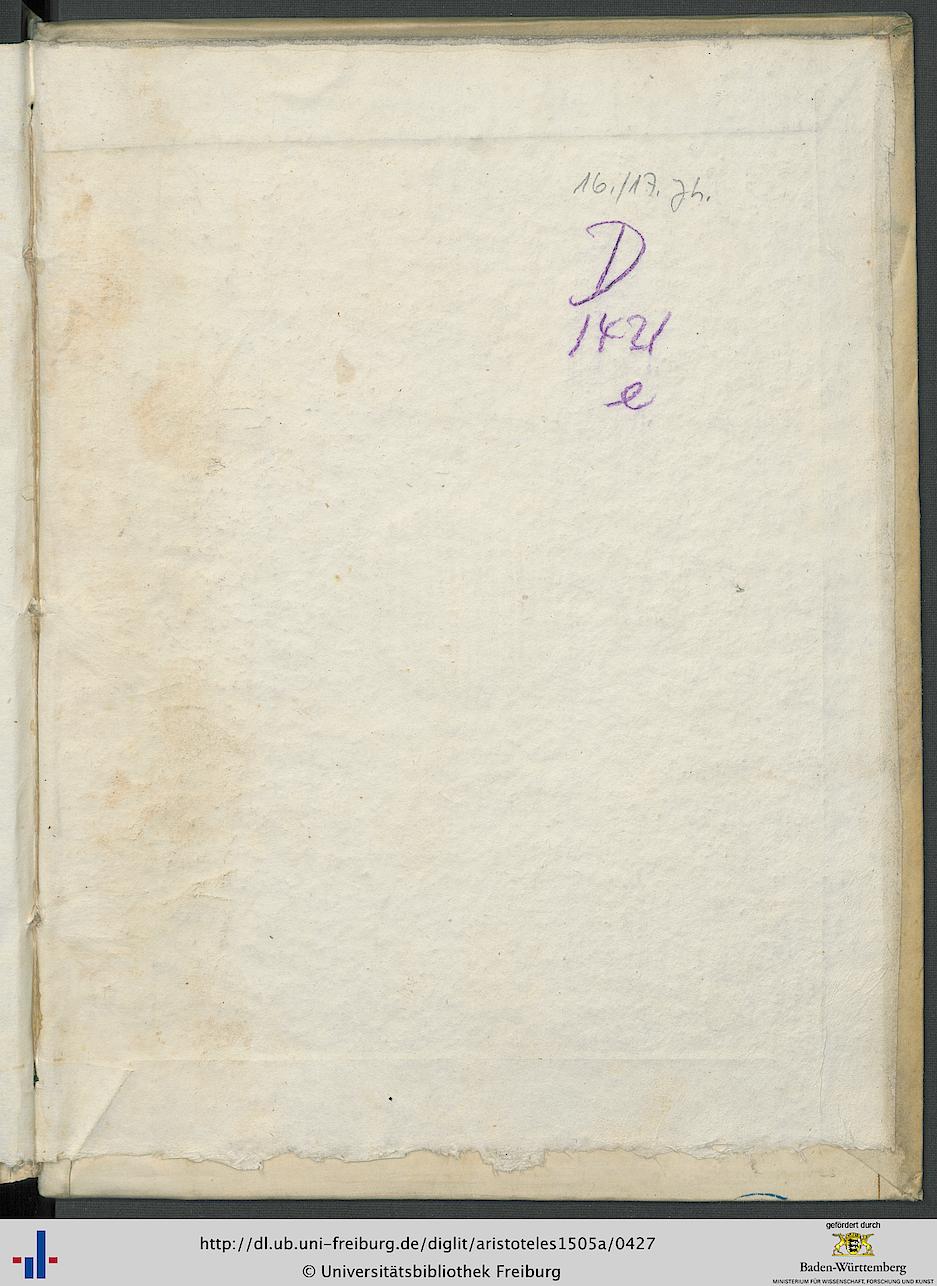 16./17. Jh.
D
1421
e
http://dl.ub.uni-freiburg.de/diglit/aristoteles1505a/0427
© Universitätsbibliothek Freiburg
gefördert durch
Baden-Württemberg
MINISTERIUM FÜR WISSENSCHAFT, FORSCHUNG UND KUNST